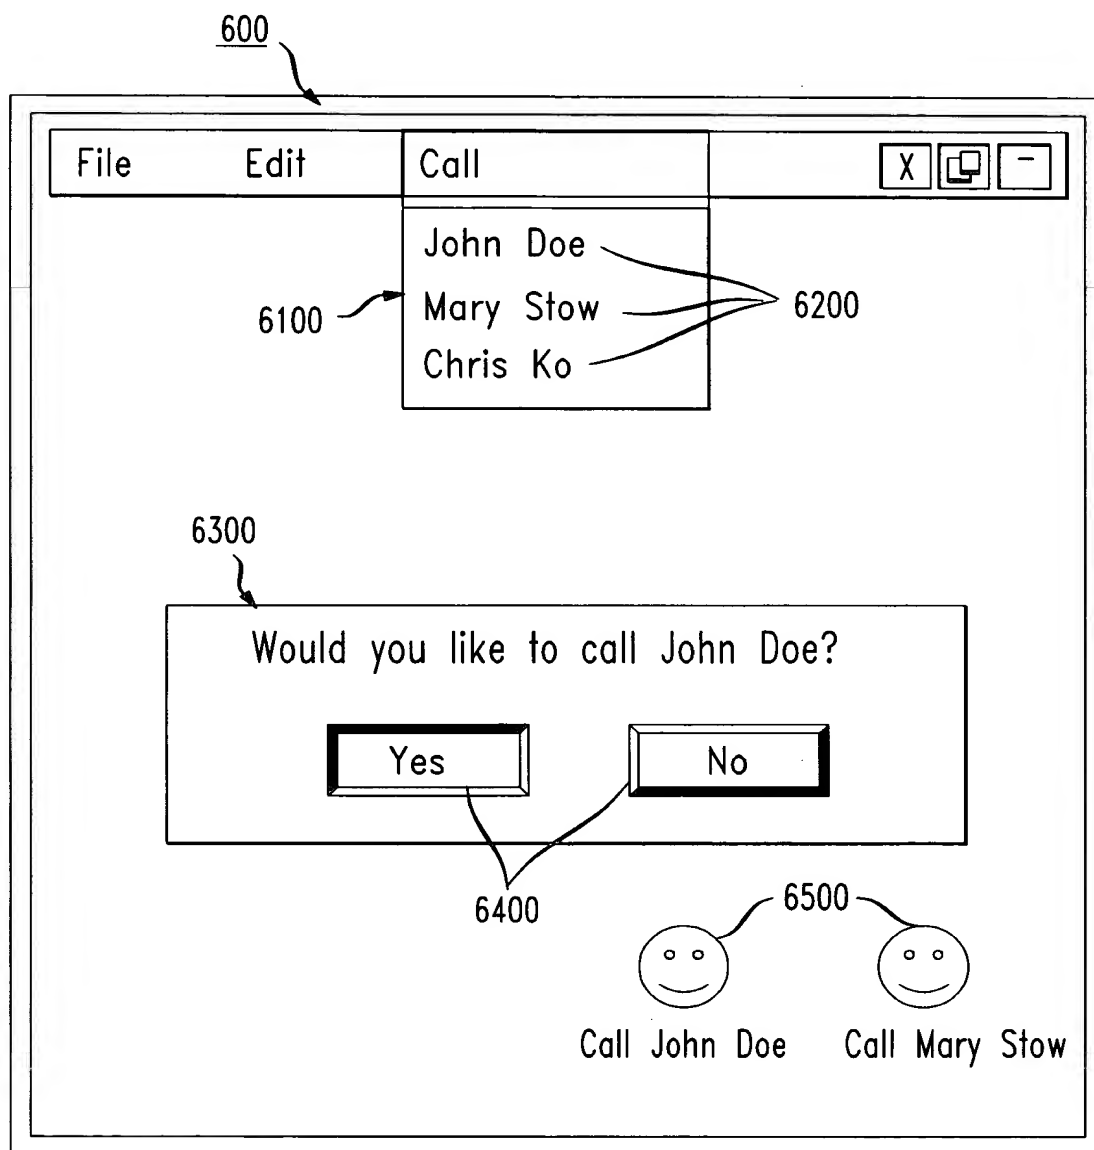 600
File Edit Call X –
John Doe
Mary Stow
Chris Ko
6100
6200
6300
Would you like to call John Doe?
Yes No
6400
6500
Call John Doe Call Mary Stow